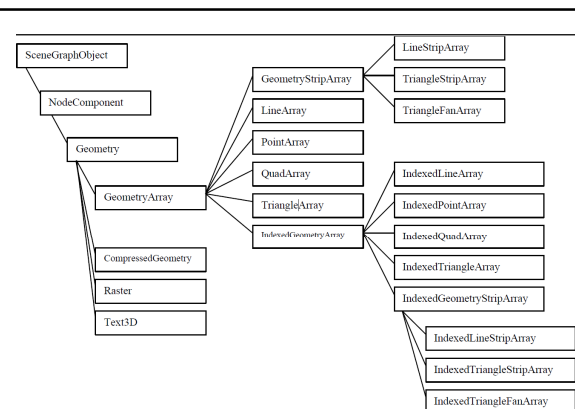 SceneGraphObject
NodeComponent
Geometry
GeometryArray
CompressedGeometry
Raster
Text3D
GeometryStripArray
LineArray
PointArray
QuadArray
TriangleArray
IndexedGeometryArray
LineStripArray
TriangleStripArray
TriangleFanArray
IndexedLineArray
IndexedPointArray
IndexedQuadArray
IndexedTriangleArray
IndexedGeometryStripArray
IndexedLineStripArray
IndexedTriangleStripArray
IndexedTriangleFanArray